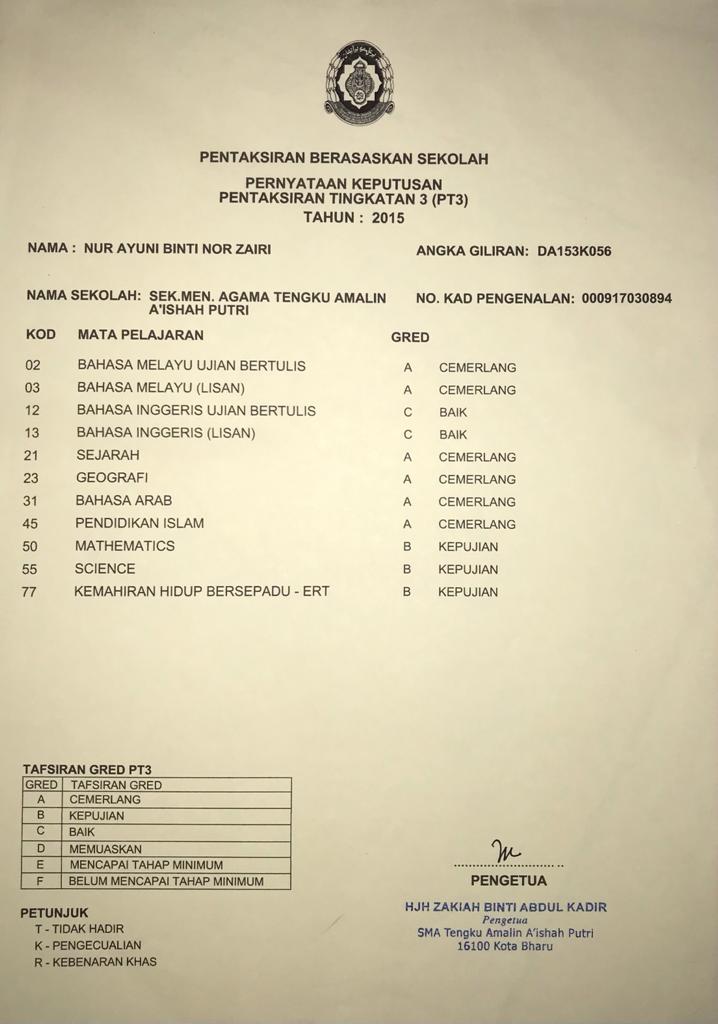 PENTAKSIRAN BERASASKAN SEKOLAH
PERNYATAAN KEPUTUSAN
PENTAKSIRAN TINGKATAN 3 (PT3)
TAHUN : 2015
NAMA : NUR AYUNI BINTI NOR ZAIRI ANGKA GILIRAN: DA153K056
NAMA SEKOLAH: SEK.MEN. AGAMA TENGKU AMALIN NO. KAD PENGENALAN: 000917030894
A'ISHAH PUTRI
KOD MATA PELAJARAN GRED
02 BAHASA MELAYU UJIAN BERTULIS A CEMERLANG
03 BAHASA MELAYU (LISAN) A CEMERLANG
12 BAHASA INGGERIS UJIAN BERTULIS C BAIK
13 BAHASA INGGERIS (LISAN) C BAIK
21 SEJARAH A CEMERLANG
23 GEOGRAFI A CEMERLANG
31 BAHASA ARAB A CEMERLANG
45 PENDIDIKAN ISLAM A CEMERLANG
50 MATHEMATICS B KEPUJIAN
55 SCIENCE B KEPUJIAN
77 KEMAHIRAN HIDUP BERSEPADU - ERT B KEPUJIAN
TAFSIRAN GRED PT3
GRED TAFSIRAN GRED
A CEMERLANG
B KEPUJIAN
C BAIK
D MEMUASKAN
E MENCAPAI TAHAP MINIMUM
F BELUM MENCAPAI TAHAP MINIMUM
PETUNJUK
T - TIDAK HADIR
K - PENGECUALIAN
R - KEBENARAN KHAS
PENGETUA
HJH ZAKIAH BINTI ABDUL KADIR
Pengetua
SMA Tengku Amalin A'ishah Putri
16100 Kota Bharu